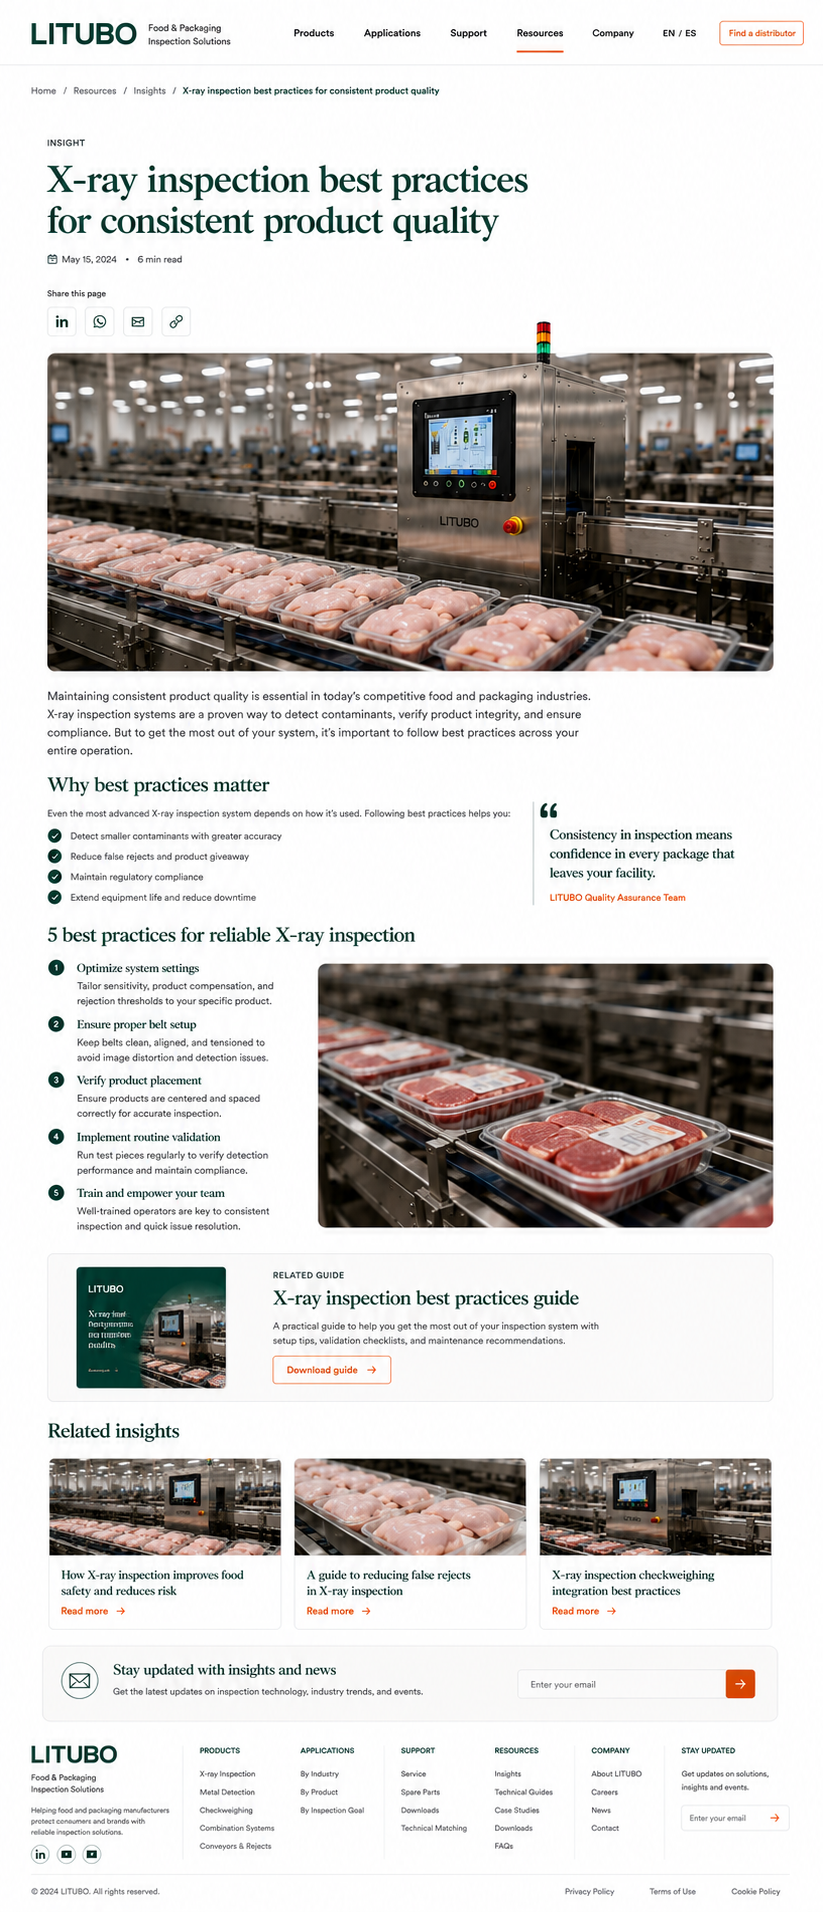 LITUBO
Food & Packaging
Inspection Solutions
Products
Applications
Support
Resources
Company
EN / ES
Find a distributor
Home / Resources / Insights / X-ray inspection best practices for consistent product quality
INSIGHT
X-ray inspection best practices
for consistent product quality
May 15, 2024 • 6 min read
Share this page
LITUBO
Maintaining consistent product quality is essential in today's competitive food and packaging industries.
X-ray inspection systems are a proven way to detect contaminants, verify product integrity, and ensure
compliance. But to get the most out of your system, it's important to follow best practices across your
entire operation.
Why best practices matter
Even the most advanced X-ray inspection system depends on how it's used. Following best practices helps you:
Detect smaller contaminants with greater accuracy
Reduce false rejects and product giveaway
Maintain regulatory compliance
Extend equipment life and reduce downtime
“
Consistency in inspection means
confidence in every package that
leaves your facility.
LITUBO Quality Assurance Team
5 best practices for reliable X-ray inspection
1 Optimize system settings
Tailor sensitivity, product compensation, and
rejection thresholds to your specific product.
2 Ensure proper belt setup
Keep belts clean, aligned, and tensioned to
avoid image distortion and detection issues.
3 Verify product placement
Ensure products are centered and spaced
correctly for accurate inspection.
4 Implement routine validation
Run test pieces regularly to verify detection
performance and maintain compliance.
5 Train and empower your team
Well-trained operators are key to consistent
inspection and quick issue resolution.
LITUBO
RELATED GUIDE
X-ray inspection best practices guide
A practical guide to help you get the most out of your inspection system with
setup tips, validation checklists, and maintenance recommendations.
Download guide →
Related insights
How X-ray inspection improves food
safety and reduces risk
Read more →
A guide to reducing false rejects
in X-ray inspection
Read more →
X-ray inspection checkweighing
integration best practices
Read more →
Stay updated with insights and news
Get the latest updates on inspection technology, industry trends, and events.
Enter your email
→
LITUBO
Food & Packaging
Inspection Solutions
Helping food and packaging manufacturers
protect consumers and brands with
reliable inspection solutions.
PRODUCTS
X-ray Inspection
Metal Detection
Checkweighing
Combination Systems
Conveyors & Rejects
APPLICATIONS
By Industry
By Product
By Inspection Goal
SUPPORT
Service
Spare Parts
Downloads
Technical Matching
RESOURCES
Insights
Technical Guides
Case Studies
Downloads
FAQs
COMPANY
About LITUBO
Careers
News
Contact
STAY UPDATED
Get updates on solutions,
insights and events.
Enter your email →
© 2024 LITUBO. All rights reserved.
Privacy Policy
Terms of Use
Cookie Policy